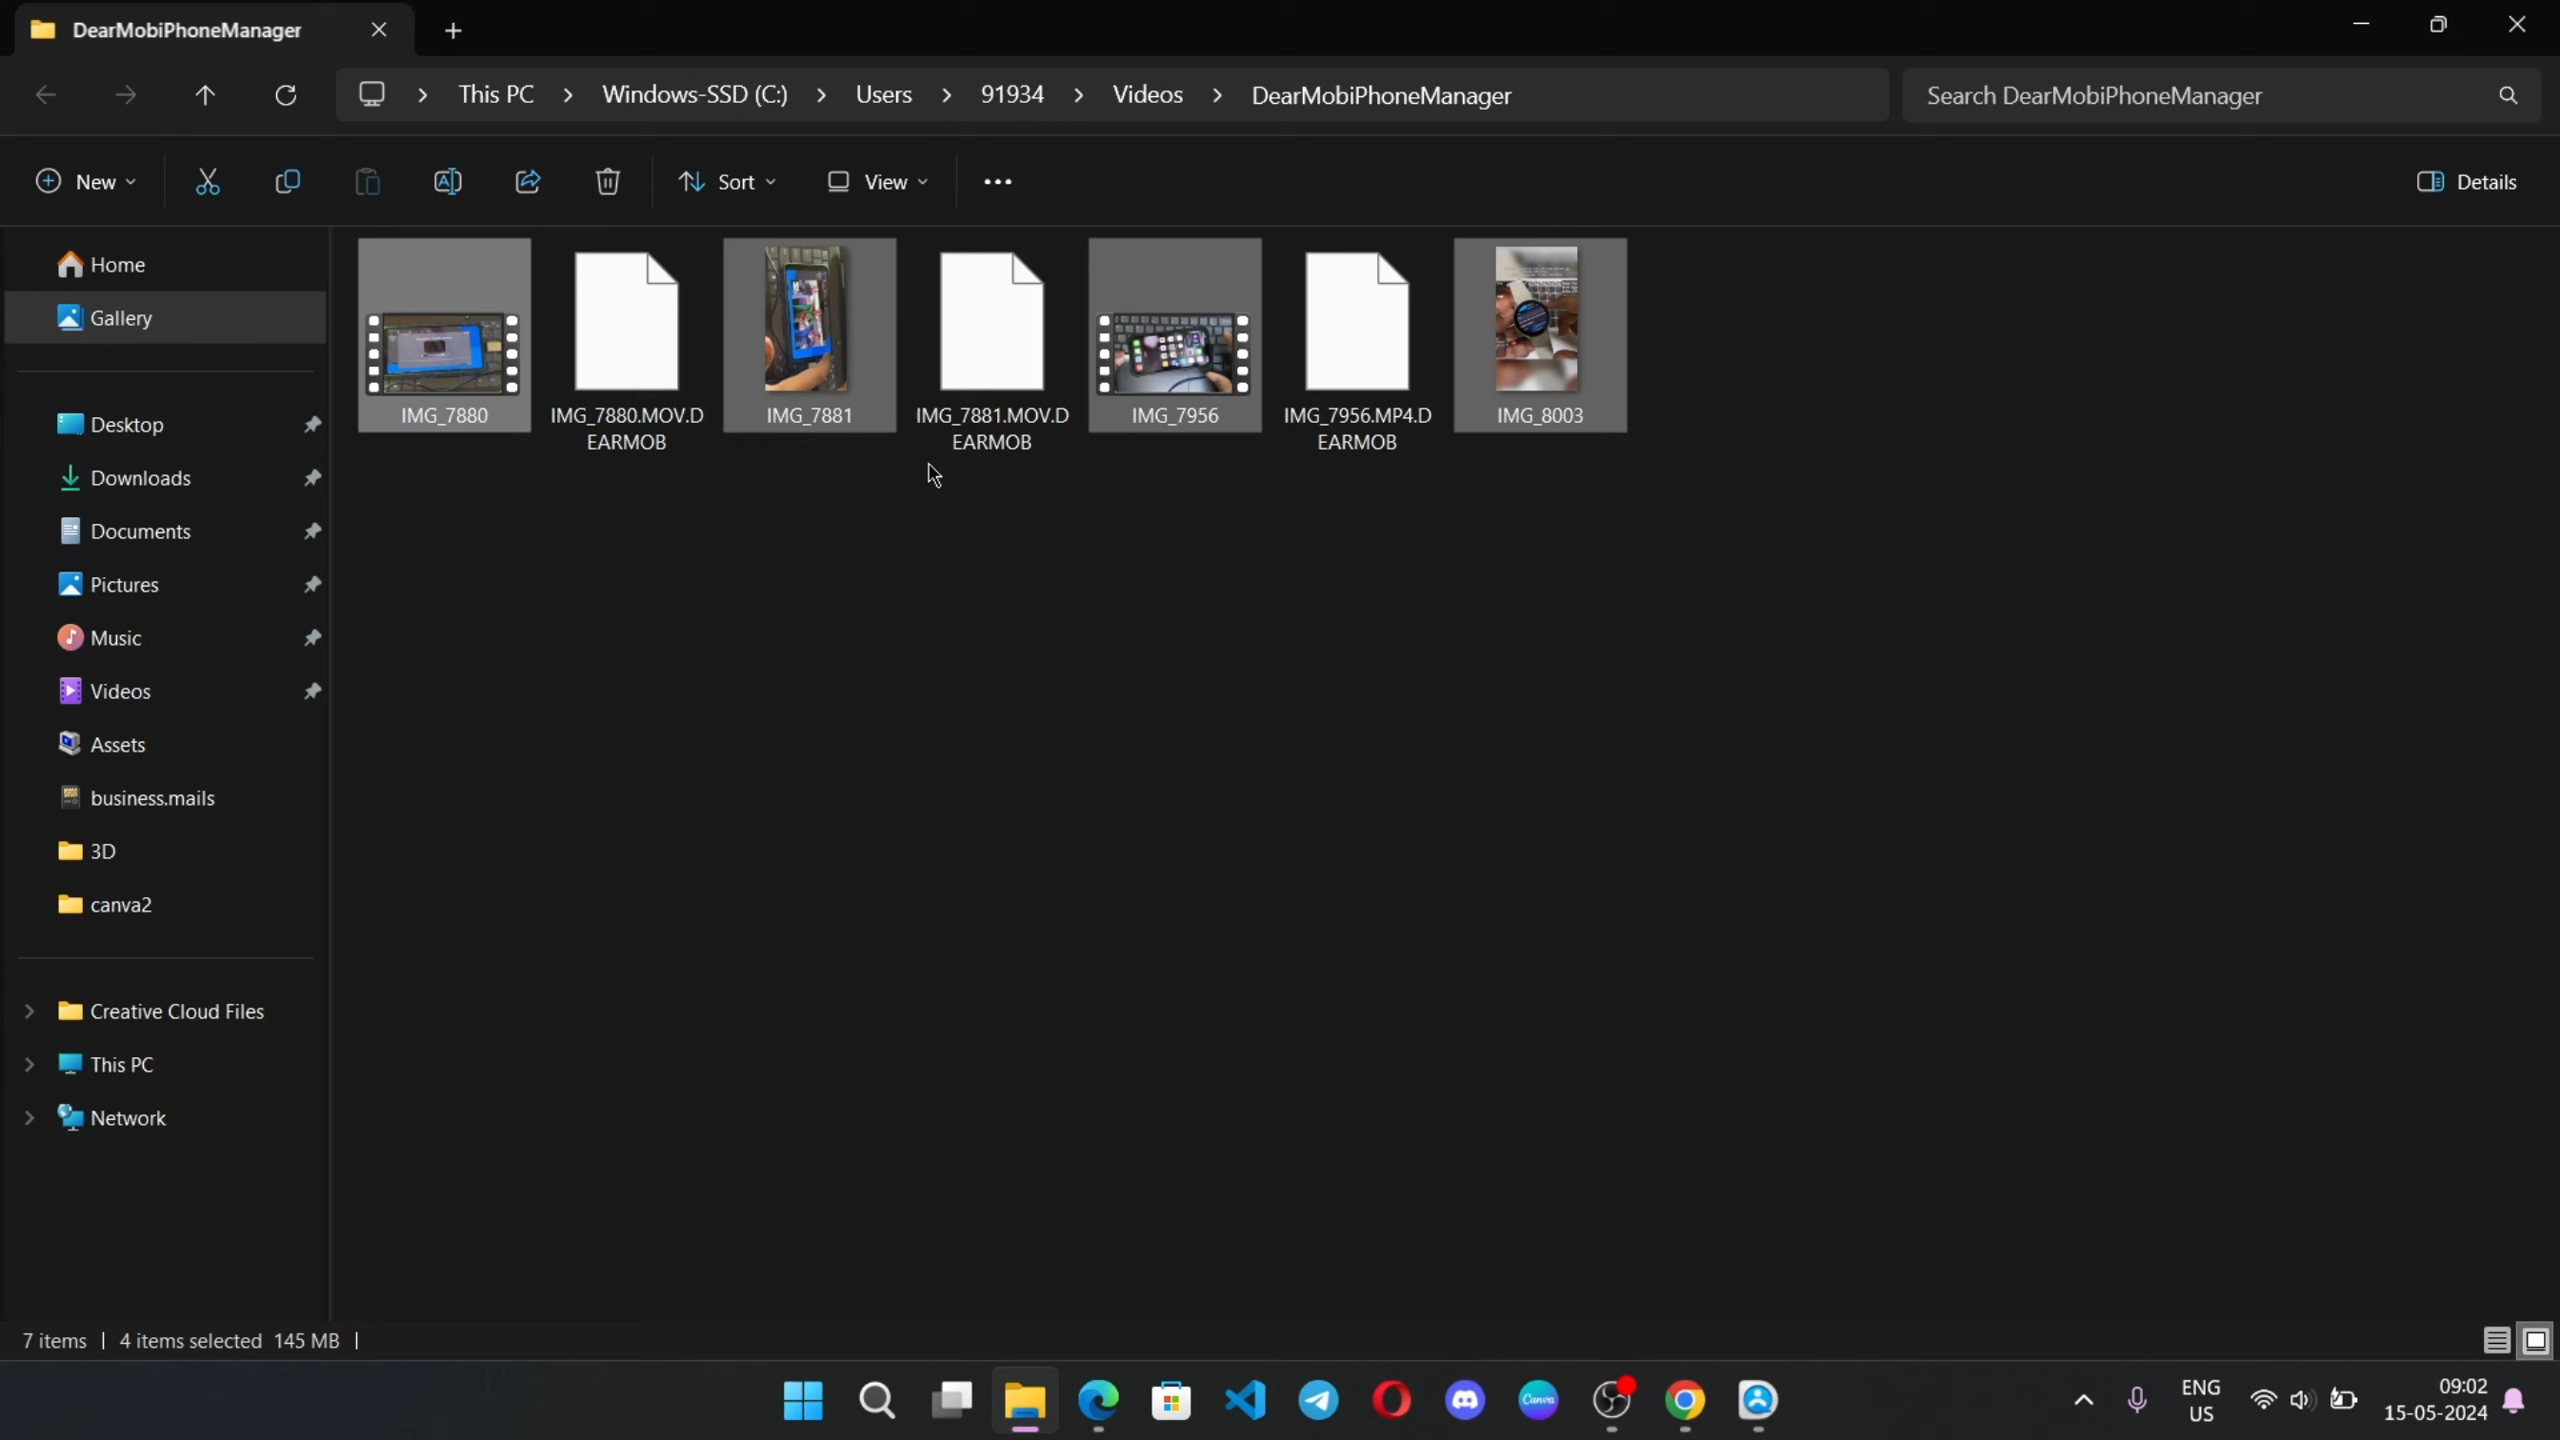 DearMobiPhoneManager
This PC
Windows-SSD (C:)
Users
91934
Videos
DearMobiPhoneManager
Search DearMobiPhoneManager
New
Sort
View
Details
Home
Gallery
Desktop
Downloads
Documents
Pictures
Music
Videos
Assets
business.mails
3D
canva2
Creative Cloud Files
This PC
Network
IMG_7880
IMG_7880.MOV.D
EARMOB
IMG_7881
IMG_7881.MOV.D
EARMOB
IMG_7956
IMG_7956.MP4.D
EARMOB
IMG_8003
7 items
4 items selected 145 MB
Canva
ENG
US
09:02
15-05-2024